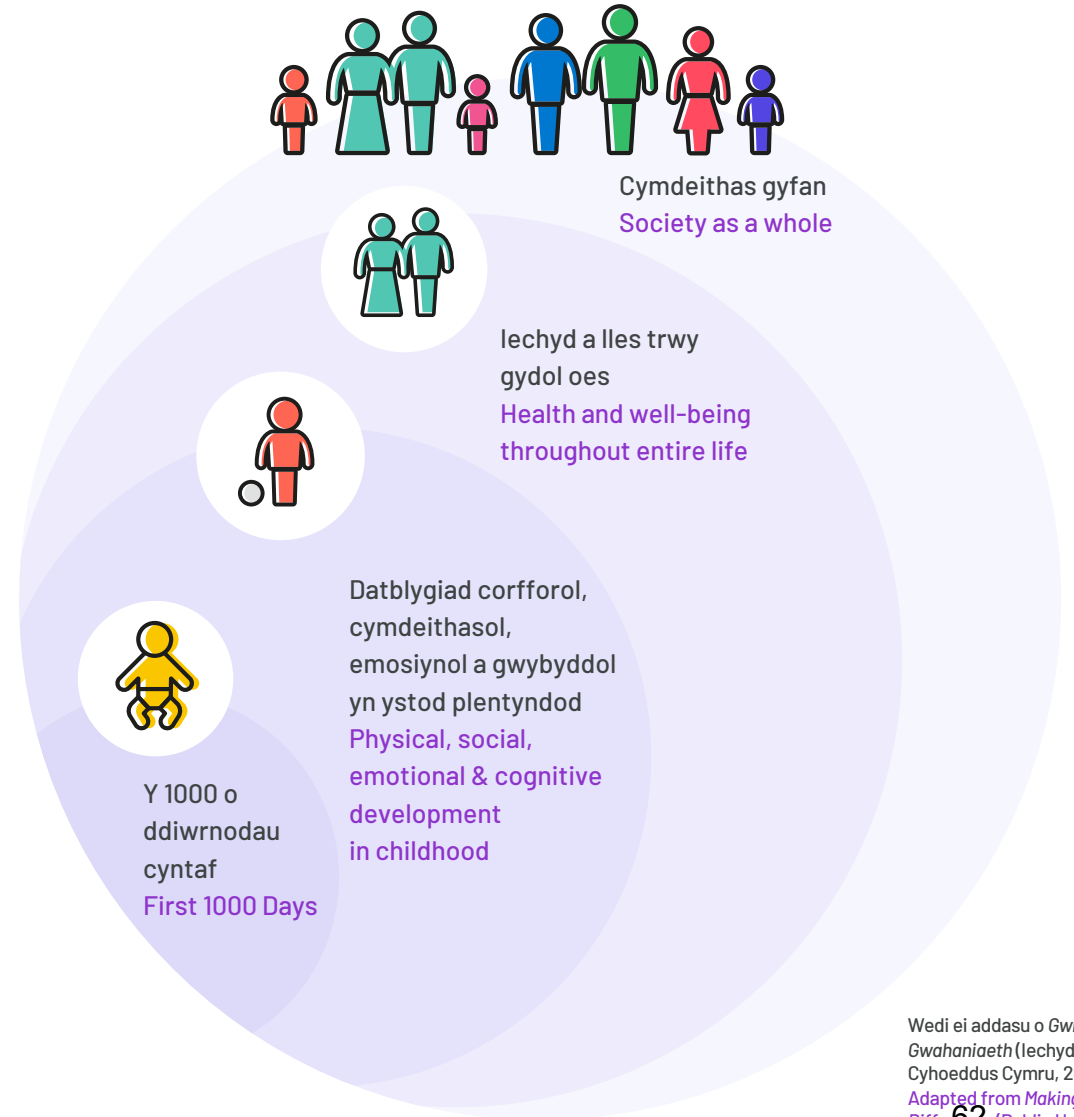 Cymdeithas gyfan
Society as a whole
Iechyd a lles trwy
gydol oes
Health and well-being
throughout entire life
Datblygiad corfforol,
cymdeithasol,
emosiynol a gwybyddol
yn ystod plentyndod
Physical, social,
emotional & cognitive
development
in childhood
Y 1000 o
ddiwrnodau
cyntaf
First 1000 Days
Wedi ei addasu o
Gwahaniaeth (Iechyd
Cyhoeddus Cymru,
Adapted from Making
62